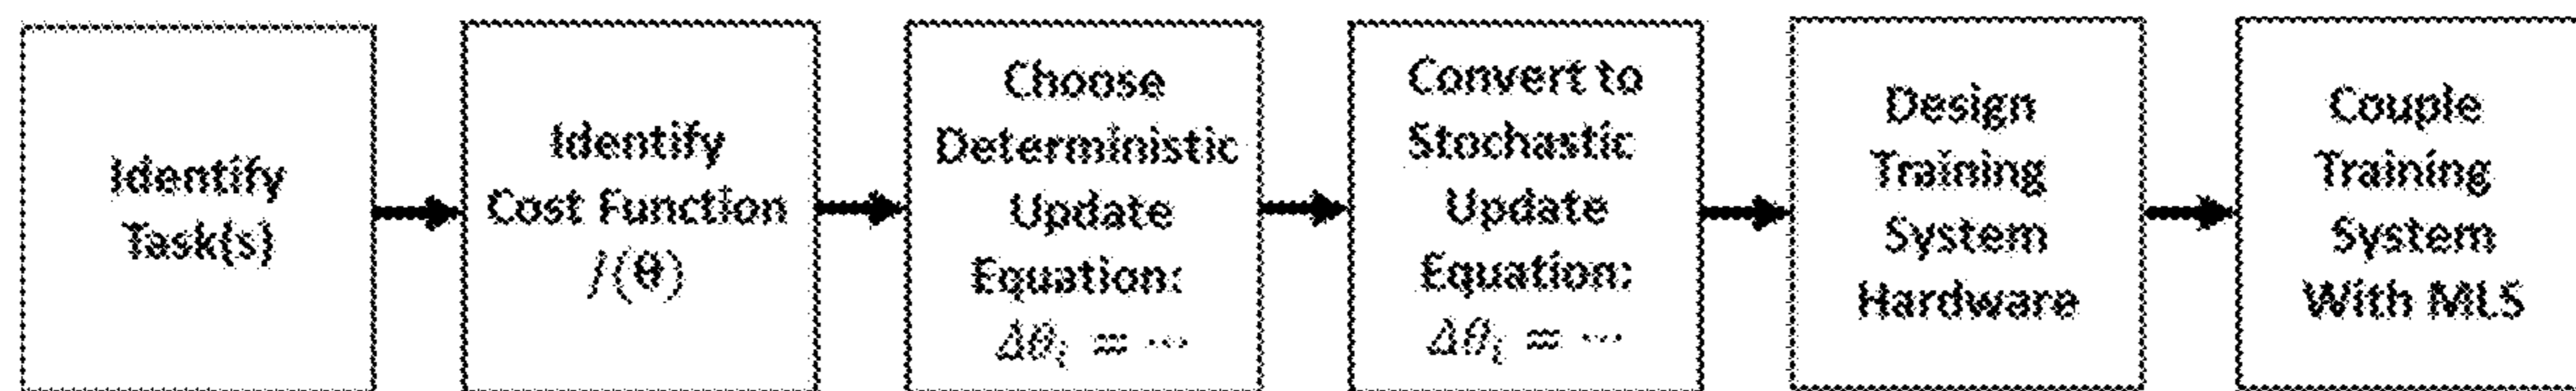 Identify
Task(s)
Identify
Cost Function
J(θ)
Choose
Deterministic
Update
Equation:
Δθᵢ = ⋯
Convert to
Stochastic
Update
Equation:
Δθᵢ = ⋯
Design
Training
System
Hardware
Couple
Training
System
With MLS